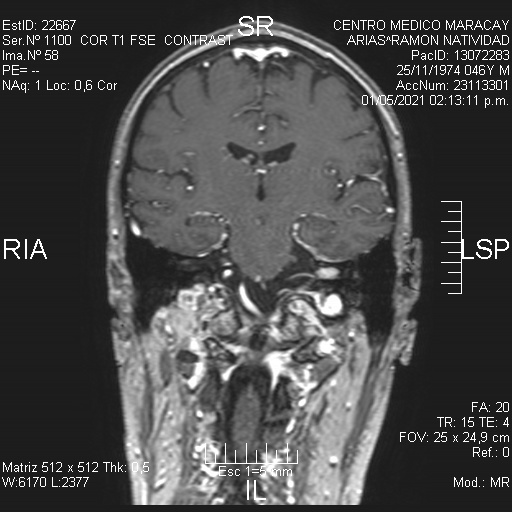 EstID: 22667
Ser.Nº 1100 COR T1 FSE CONTRAST
Ima.Nº 58
PE= --
NAq: 1 Loc: 0,6 Cor
SR
CENTRO MEDICO MARACAY
ARIAS^RAMON NATIVIDAD
PacID: 13072283
25/11/1974 046Y M
AccNum: 23113301
01/05/2021 02:13:11 p.m.
RIA
LSP
FA: 20
TR: 15 TE: 4
FOV: 25 x 24,9 cm
Ref.: 0
Matriz 512 x 512 Thk: 0,5
W:6170 L:2377
Esc 1=5 mm
IL
Mod.: MR